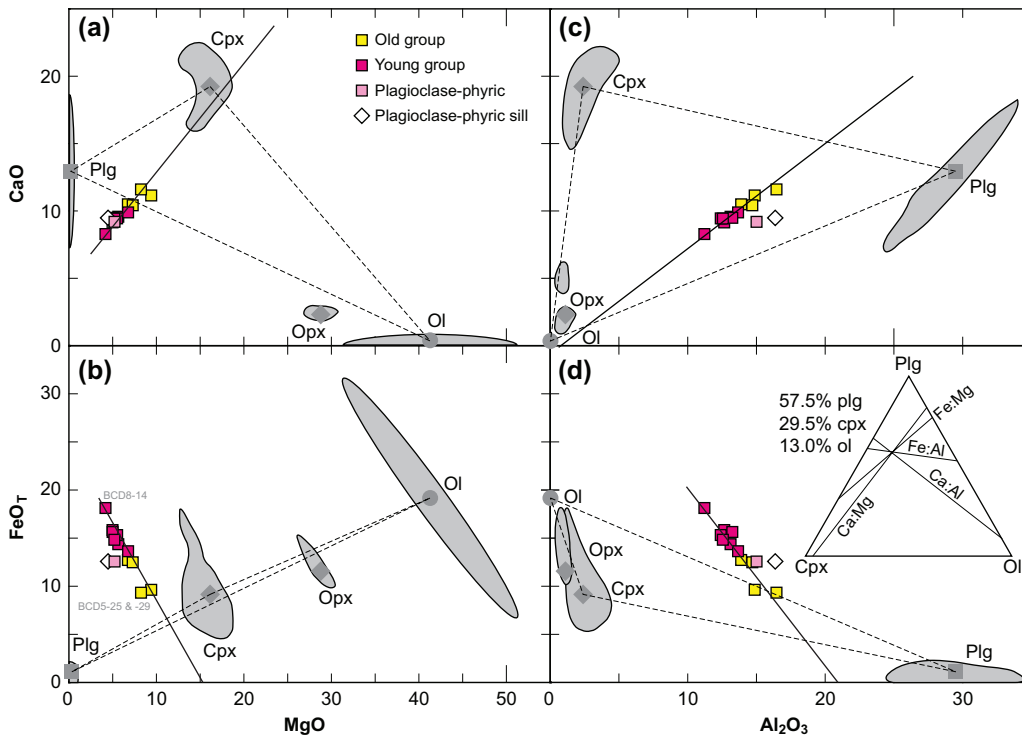 (a)
Cpx
Old group
Young group
Plagioclase-phyric
Plagioclase-phyric sill
Plg
Opx
Ol
CaO
20
10
0
(c)
Cpx
Plg
Opx
Ol
(b)
BCD8-14
BCD5-25 & -29
Plg
Cpx
Opx
Ol
FeO_T
30
20
10
0
0 10 20 30 40 50
MgO
(d)
Plg
57.5% plg
29.5% cpx
13.0% ol
Fe:Mg
Fe:Al
Ca:Al
Ca:Mg
Cpx
Ol
Ol
Opx
Cpx
Plg
10 20 30
Al₂O₃